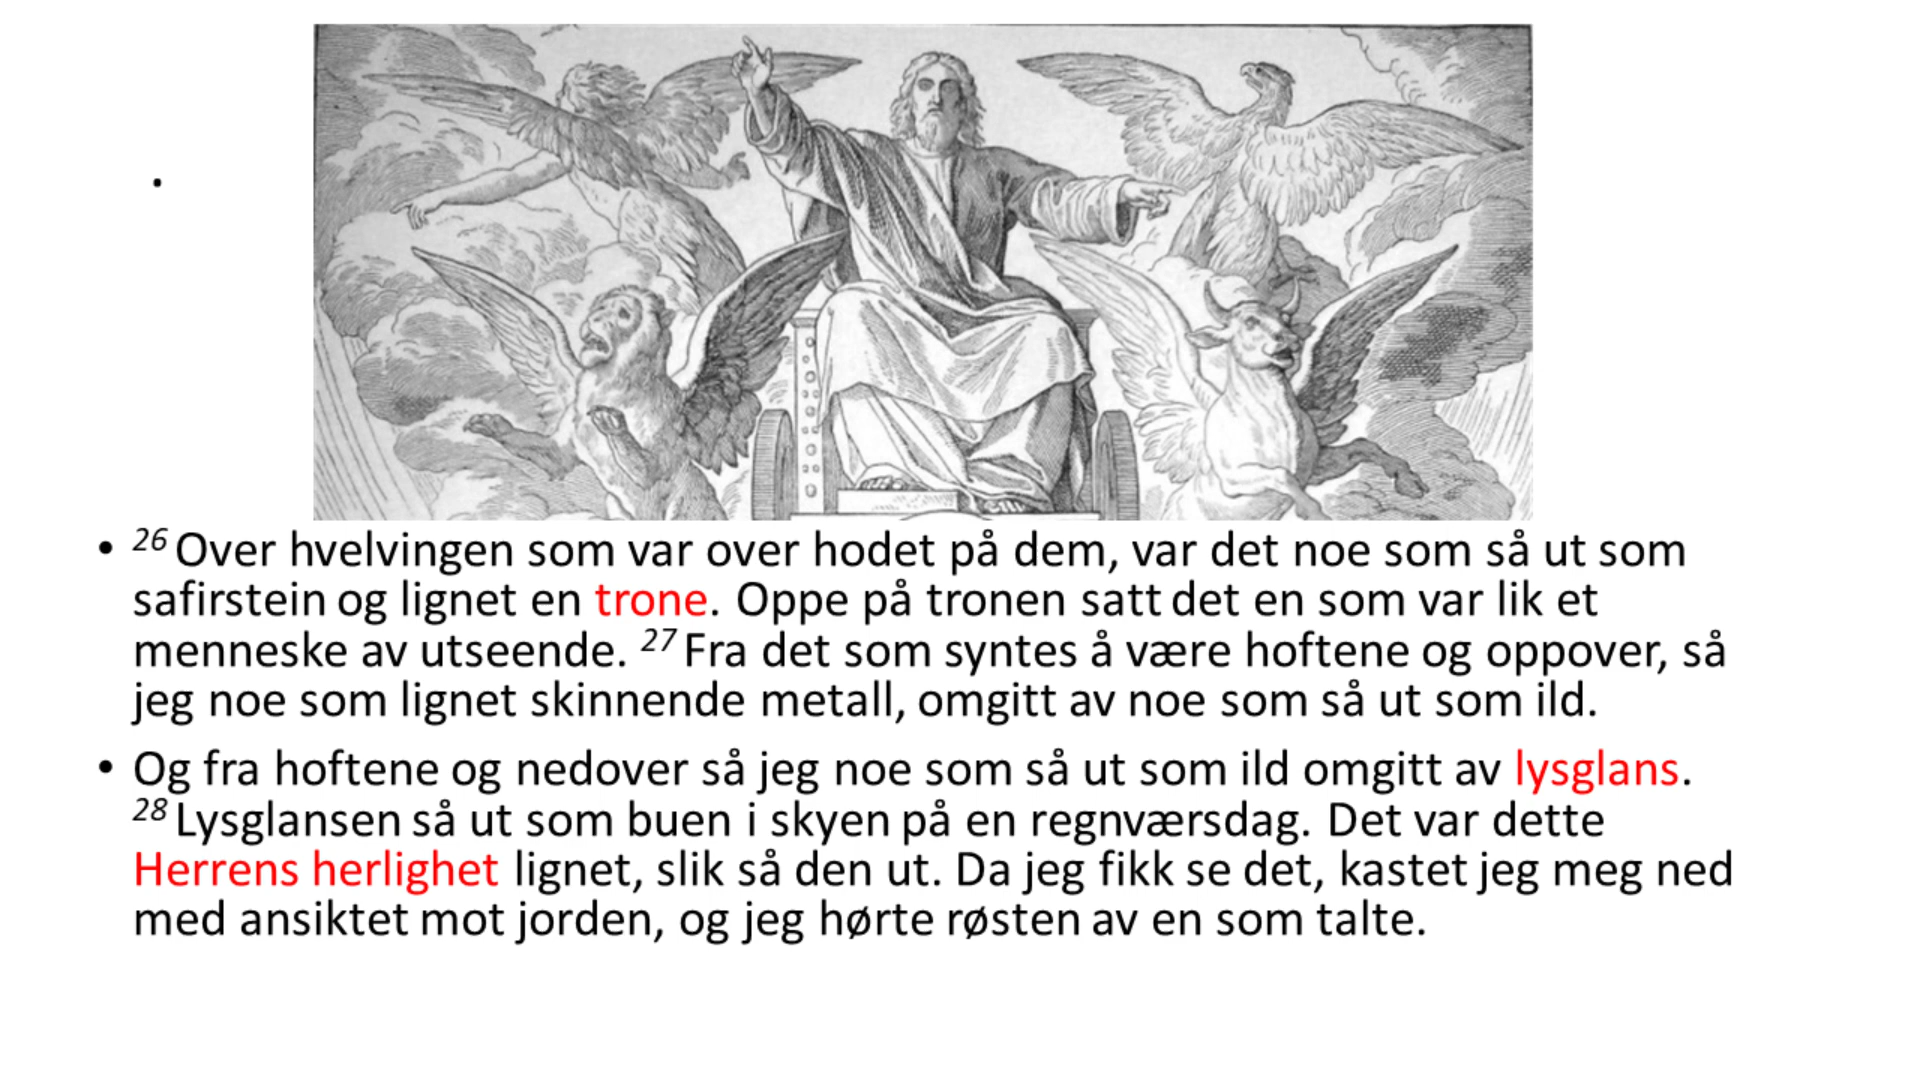 .
• 26 Over hvelvingen som var over hodet på dem, var det noe som så ut som
safirstein og lignet en trone. Oppe på tronen satt det en som var lik et
menneske av utseende. 27 Fra det som syntes å være hoftene og oppover, så
jeg noe som lignet skinnende metall, omgitt av noe som så ut som ild.
• Og fra hoftene og nedover så jeg noe som så ut som ild omgitt av lysglans.
28 Lysglansen så ut som buen i skyen på en regnværsdag. Det var dette
Herrens herlighet lignet, slik så den ut. Da jeg fikk se det, kastet jeg meg ned
med ansiktet mot jorden, og jeg hørte røsten av en som talte.